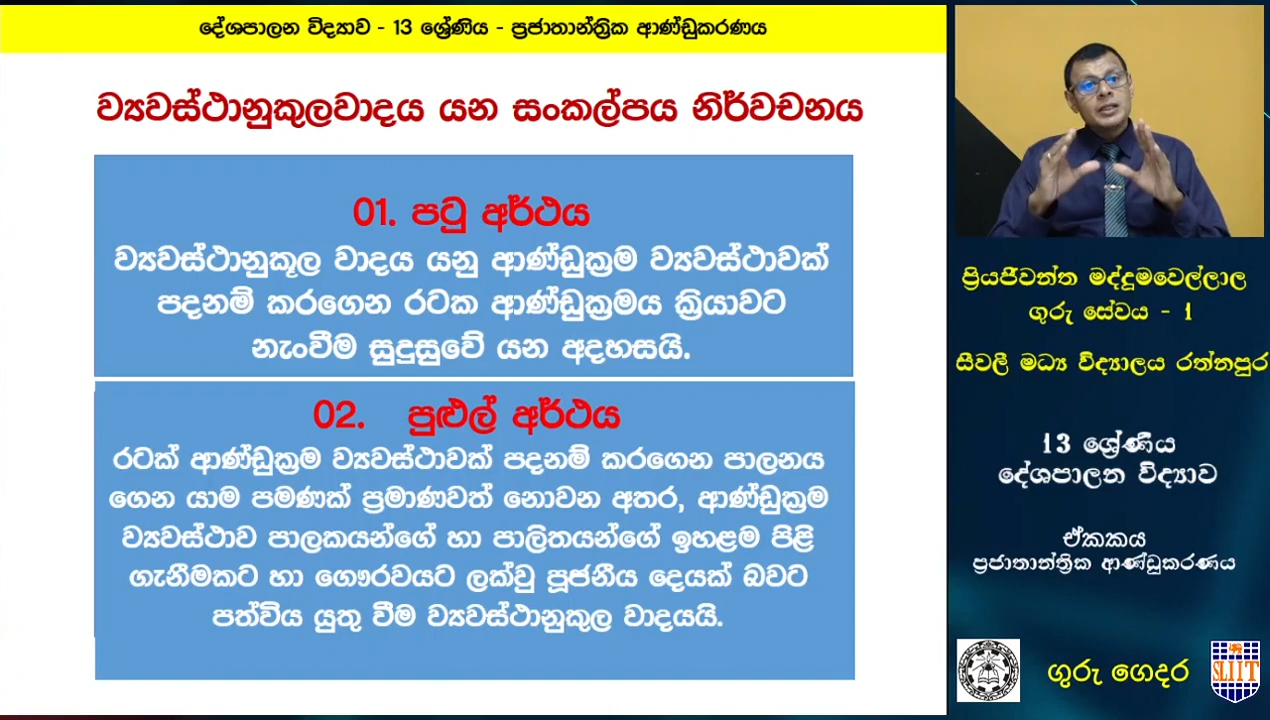 දේශපාලන විද්‍යාව - 13 ශ්‍රේණිය - ප්‍රජාතාන්ත්‍රික ආණ්ඩුකරණය
ව්‍යවස්ථානුකුලවාදය යන සංකල්පය නිර්වචනය
01. පටු අර්ථය
ව්‍යවස්ථානුකූල වාදය යනු ආණ්ඩුක්‍රම ව්‍යවස්ථාවක්
පදනම් කරගෙන රටක ආණ්ඩුක්‍රමය ක්‍රියාවට
නැංවීම සුදුසුවේ යන අදහසයි.
02. පුළුල් අර්ථය
රටක් ආණ්ඩුක්‍රම ව්‍යවස්ථාවක් පදනම් කරගෙන පාලනය
ගෙන යාම පමණක් ප්‍රමාණවත් නොවන අතර, ආණ්ඩුක්‍රම
ව්‍යවස්ථාව පාලකයන්ගේ හා පාලිතයන්ගේ ඉහළම පිළි
ගැනීමකට හා ගෞරවයට ලක්වු පූජනීය දෙයක් බවට
පත්විය යුතු වීම ව්‍යවස්ථානුකුල වාදයයි.
ප්‍රියජීවන්ත මද්දූමවෙල්ලාල
ගුරු සේවය - 1
සීවලී මධ්‍ය විද්‍යාලය රත්නපුර
13 ශ්‍රේණිය
දේශපාලන විද්‍යාව
ඒකකය
ප්‍රජාතාන්ත්‍රික ආණ්ඩුකරණය
ගුරු ගෙදර
SLIIT